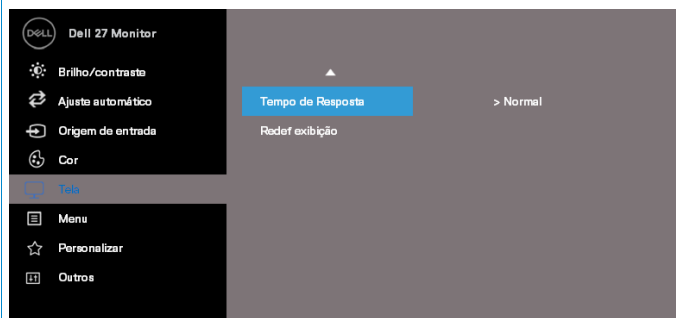 DELL Dell 27 Monitor
Brilho/contraste
Ajuste automático
Tempo de Resposta > Normal
Origem de entrada
Redef exibição
Cor
Tela
Menu
Personalizar
Outros